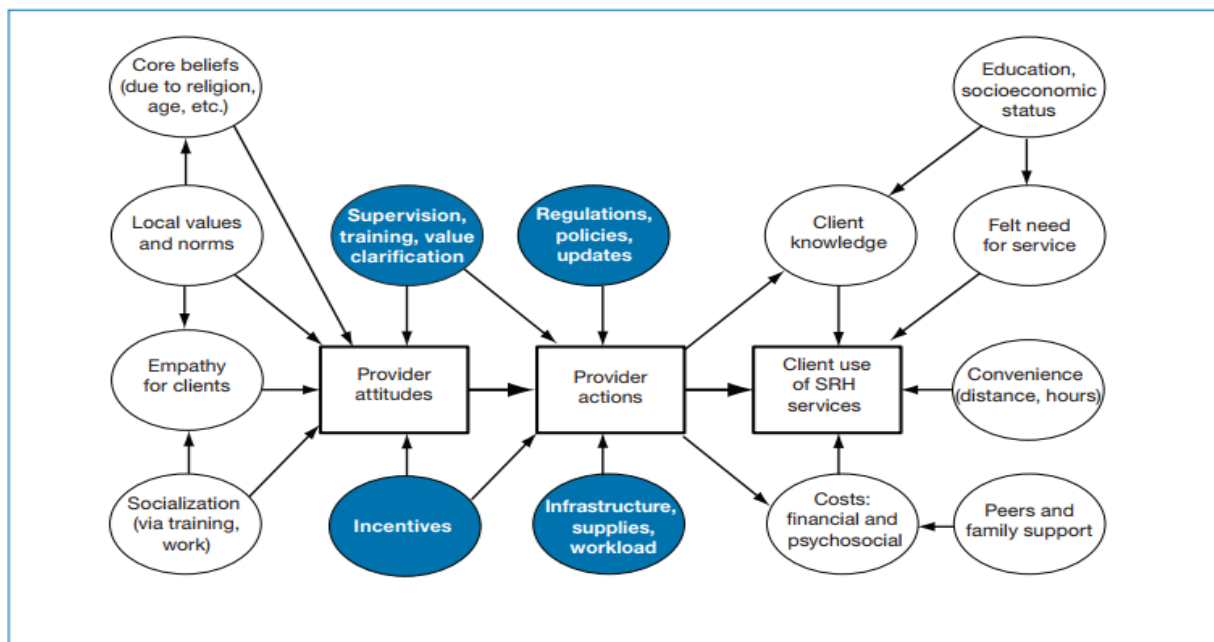 Core beliefs
(due to religion,
age, etc.)
Education,
socioeconomic
status
Local values
and norms
Supervision,
training, value
clarification
Regulations,
policies,
updates
Client
knowledge
Felt need
for service
Empathy
for clients
Provider
attitudes
Provider
actions
Client use
of SRH
services
Convenience
(distance, hours)
Socialization
(via training,
work)
Incentives
Infrastructure,
supplies,
workload
Costs:
financial and
psychosocial
Peers and
family support